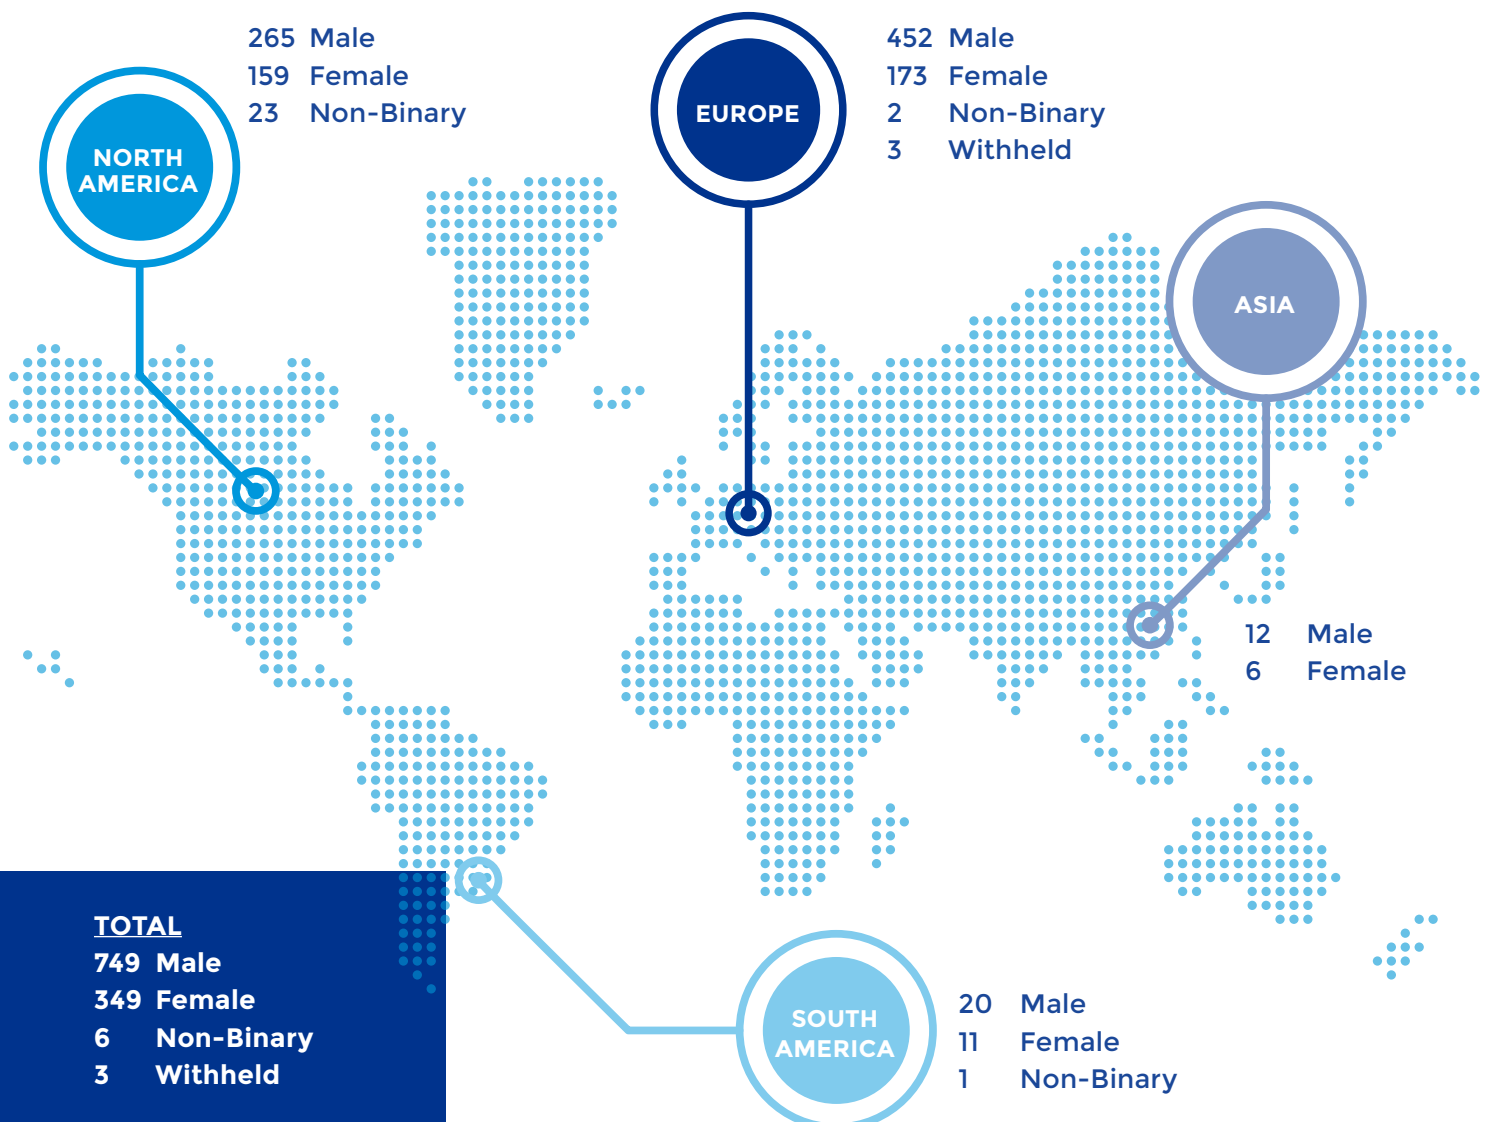 265 Male
159 Female
23 Non-Binary
NORTH
AMERICA
EUROPE
452 Male
173 Female
2 Non-Binary
3 Withheld
ASIA
12 Male
6 Female
TOTAL
749 Male
349 Female
6 Non-Binary
3 Withheld
SOUTH
AMERICA
20 Male
11 Female
1 Non-Binary